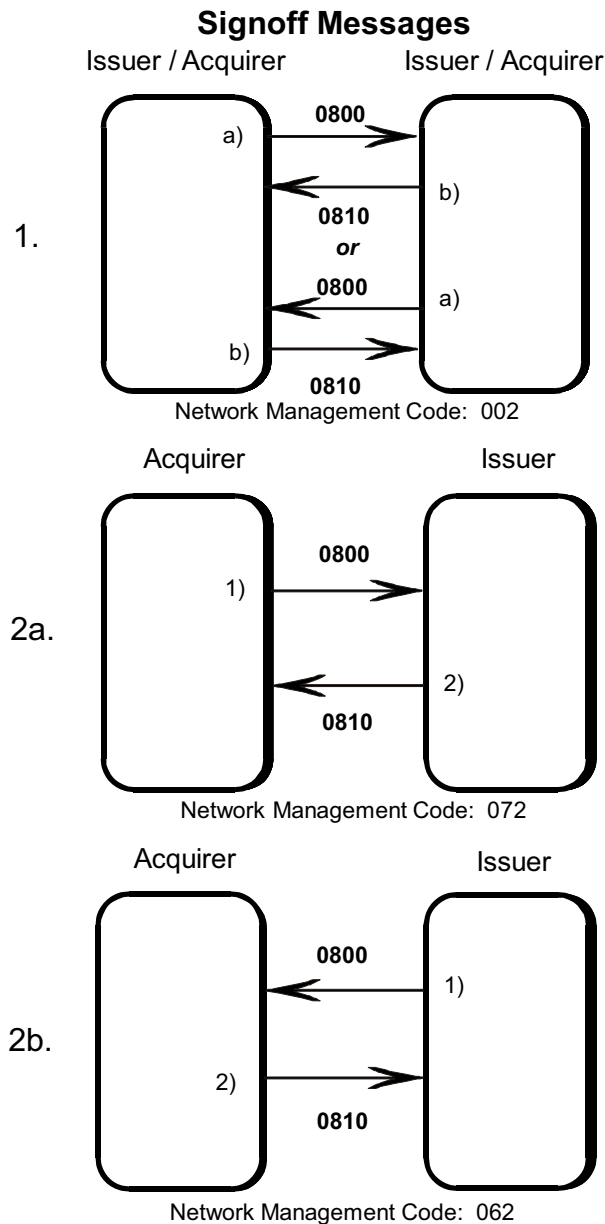 Signoff Messages
Issuer / Acquirer
Issuer / Acquirer
0800
a)
b)
0810
1.
or
0800
a)
b)
0810
Network Management Code: 002
Acquirer
Issuer
0800
1)
2a.
2)
0810
Network Management Code: 072
Acquirer
Issuer
0800
1)
2b.
2)
0810
Network Management Code: 062